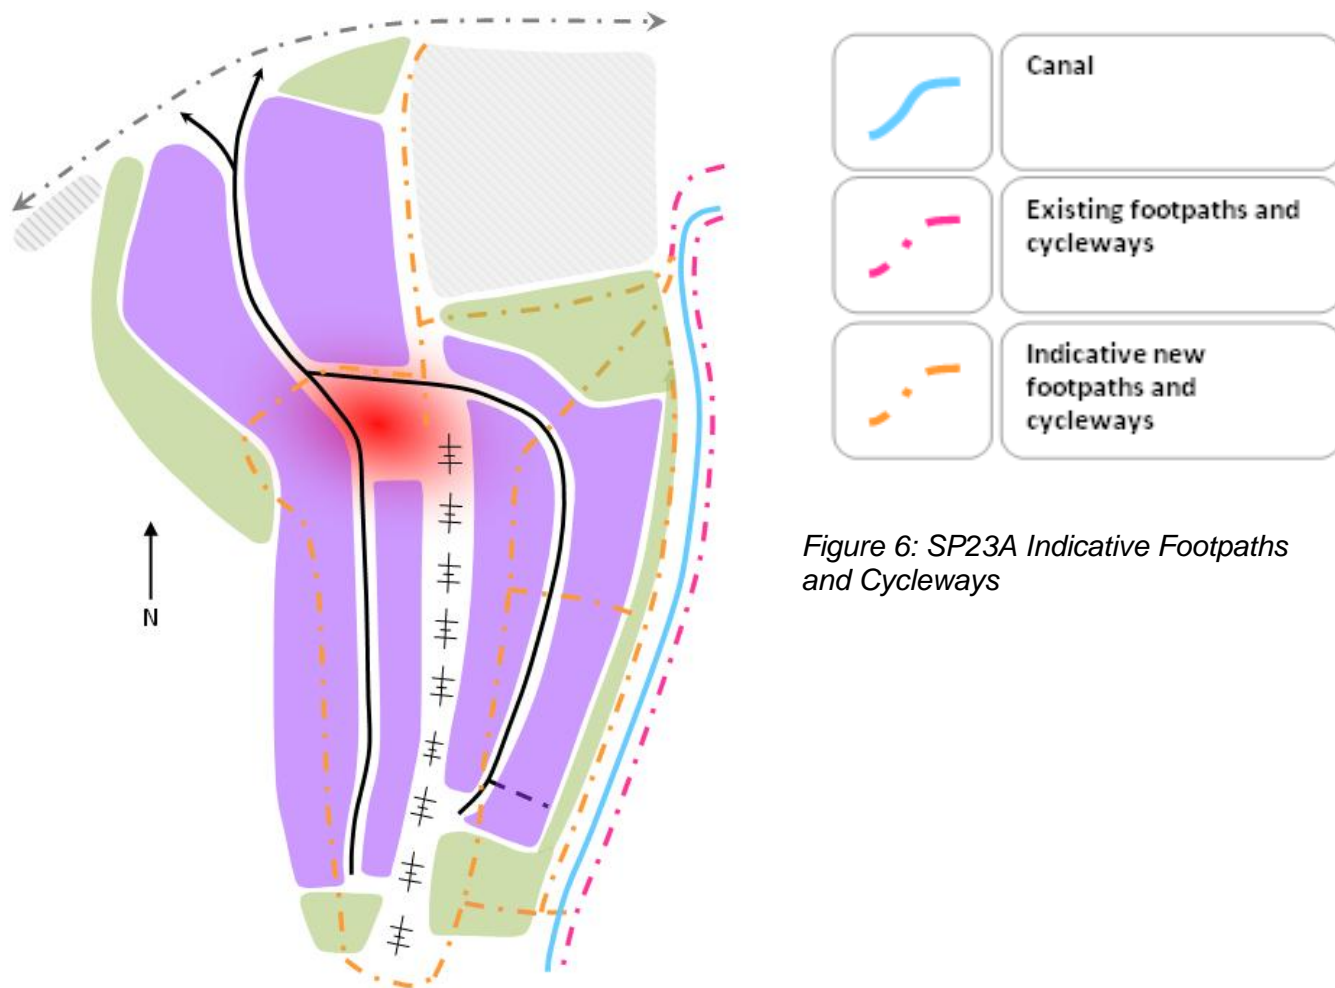 Canal
Existing footpaths and
cycleways
Indicative new
footpaths and
cycleways
Figure 6: SP23A Indicative Footpaths
and Cycleways
N